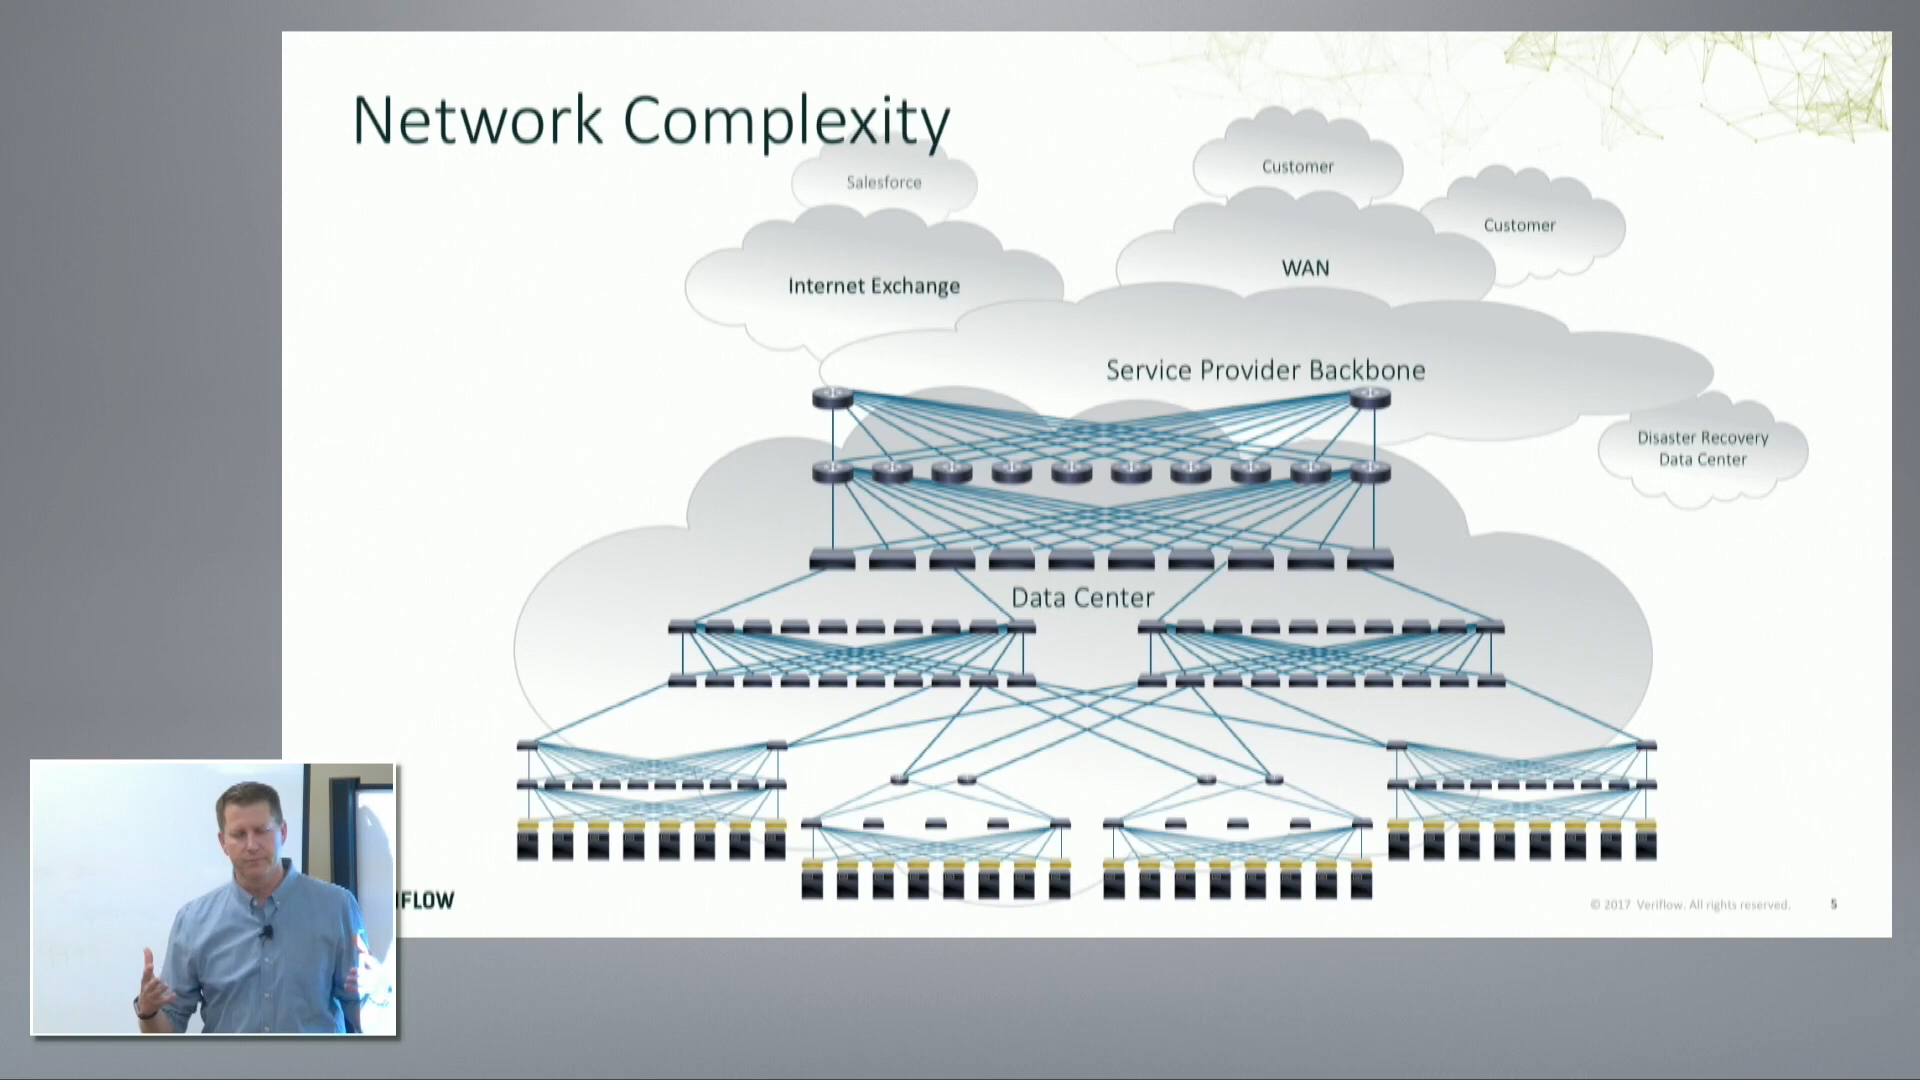 Network Complexity
Salesforce
Customer
Customer
Internet Exchange
WAN
Service Provider Backbone
Disaster Recovery
Data Center
Data Center
IFLOW
© 2017 Veriflow. All rights reserved.
5